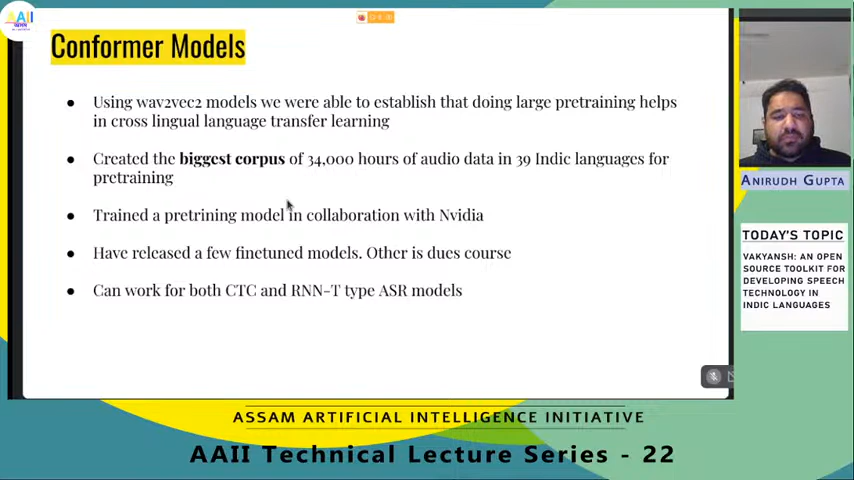 AAII
Conformer Models
● Using wav2vec2 models we were able to establish that doing large pretraining helps
in cross lingual language transfer learning
● Created the biggest corpus of 34,000 hours of audio data in 39 Indic languages for
pretraining
● Trained a pretrining model in collaboration with Nvidia
● Have released a few finetuned models. Other is dues course
● Can work for both CTC and RNN-T type ASR models
ANIRUDH GUPTA
TODAY'S TOPIC
VAKYANSH: AN OPEN
SOURCE TOOLKIT FOR
DEVELOPING SPEECH
TECHNOLOGY IN
INDIC LANGUAGES
ASSAM ARTIFICIAL INTELLIGENCE INITIATIVE
AAII Technical Lecture Series - 22